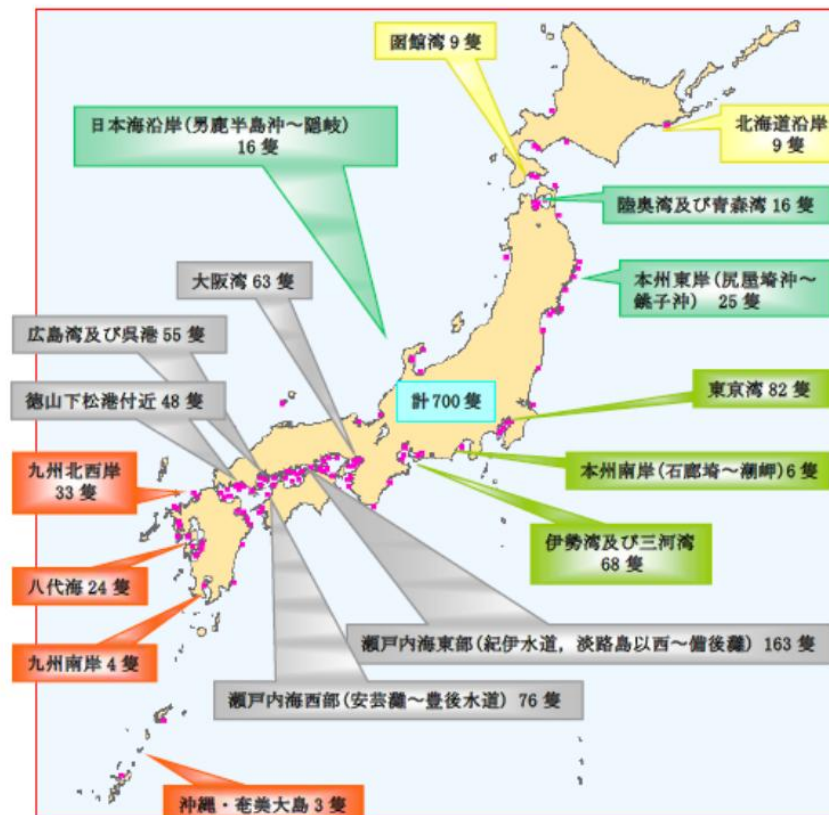 函館湾 9 隻
日本海沿岸(男鹿半島沖～隠岐)
16 隻
北海道沿岸
9 隻
陸奥湾及び青森湾 16 隻
大阪湾 63 隻
本州東岸(尻屋埼沖～
銚子沖) 25 隻
広島湾及び呉港 55 隻
徳山下松港付近 48 隻
計 700 隻
東京湾 82 隻
九州北西岸
33 隻
本州南岸(石廊埼～潮岬)6 隻
伊勢湾及び三河湾
68 隻
八代海 24 隻
瀬戸内海東部(紀伊水道，淡路島以西～備後灘) 163 隻
九州南岸 4 隻
瀬戸内海西部(安芸灘～豊後水道) 76 隻
沖縄・奄美大島 3 隻